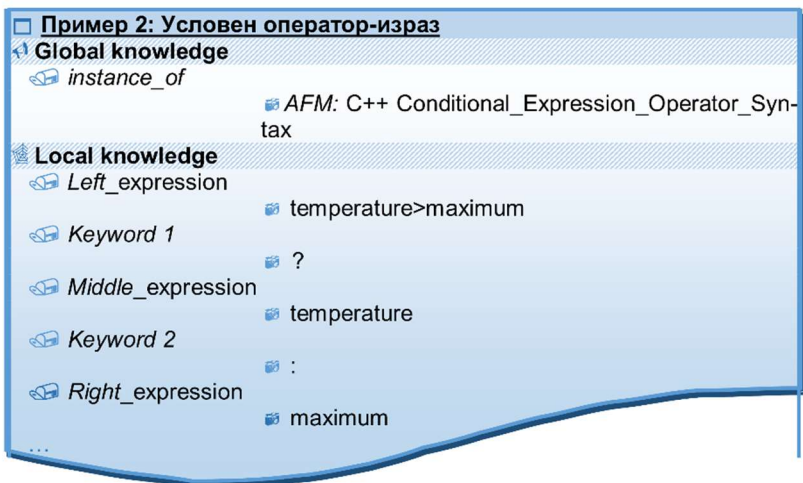 Пример 2: Условен оператор-израз
Global knowledge
instance_of
AFM: C++ Conditional_Expression_Operator_Syn-
tax
Local knowledge
Left_expression
temperature>maximum
Keyword 1
?
Middle_expression
temperature
Keyword 2
:
Right_expression
maximum
...